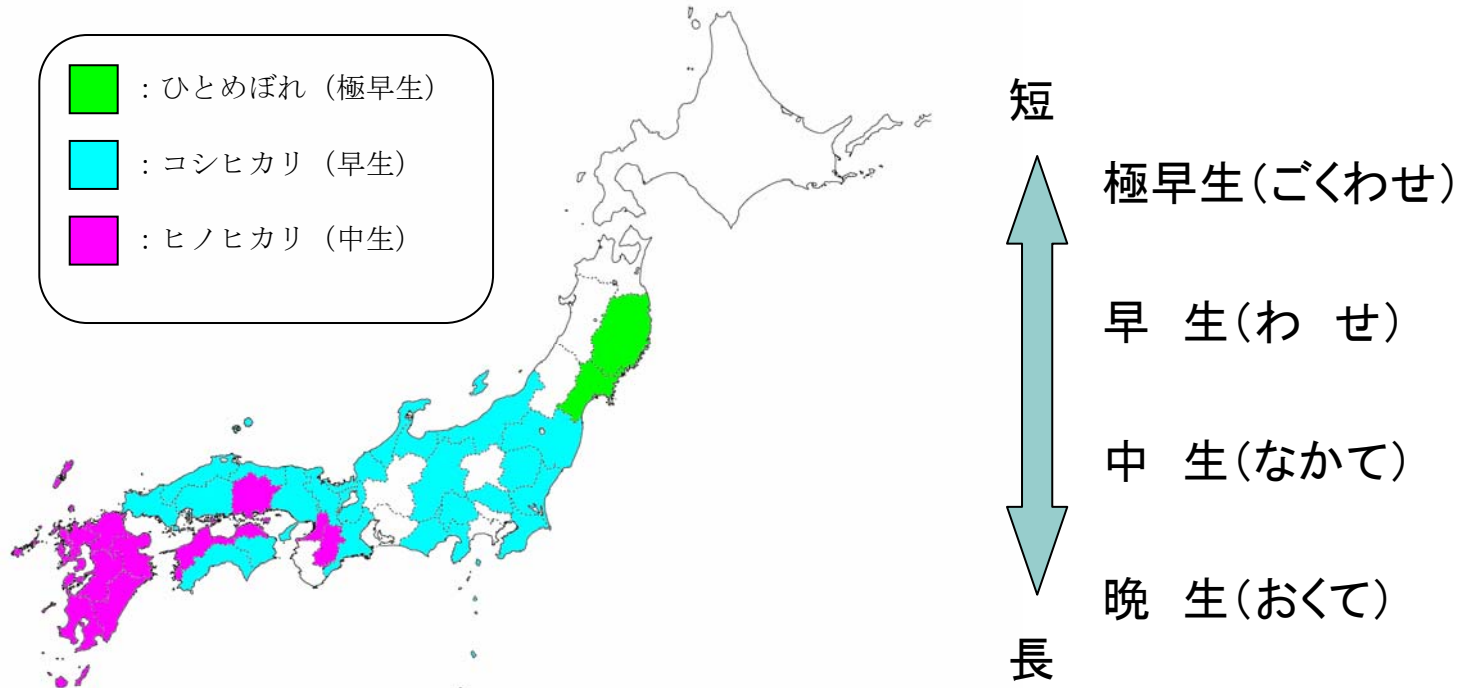 ：ひとめぼれ（極早生）
：コシヒカリ（早生）
：ヒノヒカリ（中生）
短
極早生（ごくわせ）
早　生（わ　せ）
中　生（なかて）
晩　生（おくて）
長